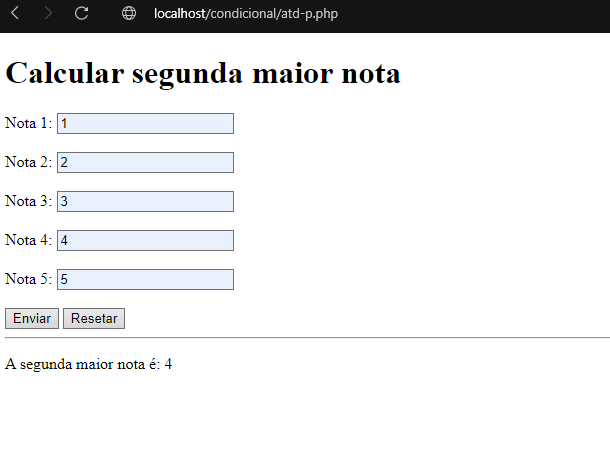 localhost/condicional/atd-p.php
Calcular segunda maior nota
Nota 1: 1
Nota 2: 2
Nota 3: 3
Nota 4: 4
Nota 5: 5
Enviar Resetar
A segunda maior nota é: 4